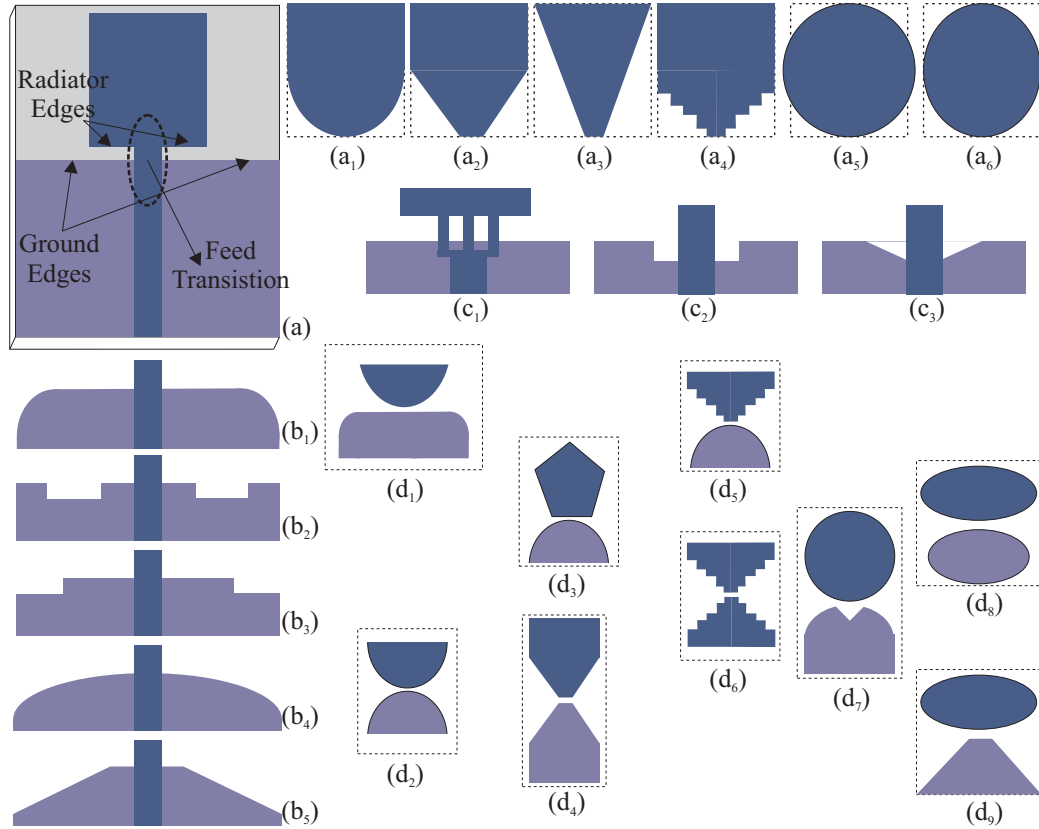 Radiator
Edges
Ground
Edges
Feed
Transistion
(a)
(a₁)
(a₂)
(a₃)
(a₄)
(a₅)
(a₆)
(c₁)
(c₂)
(c₃)
(b₁)
(b₂)
(b₃)
(b₄)
(b₅)
(d₁)
(d₂)
(d₃)
(d₄)
(d₅)
(d₆)
(d₇)
(d₈)
(d₉)